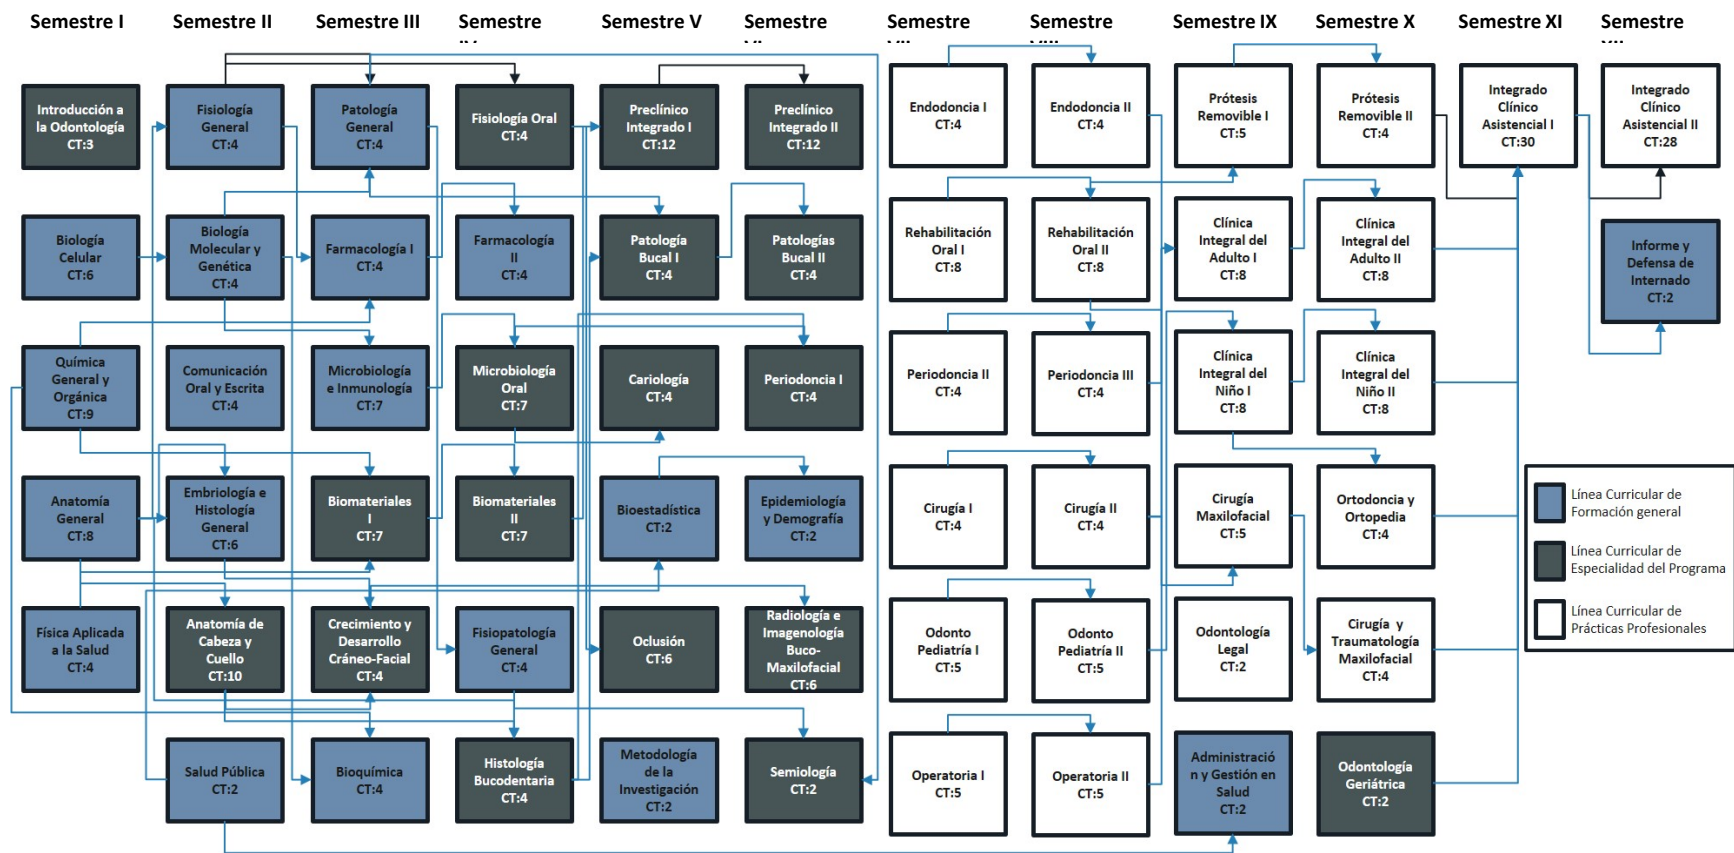 Semestre I
Semestre II
Semestre III
Semestre
Semestre V
Semestre
Semestre
Semestre
Semestre IX
Semestre X
Semestre XI
Semestre
Introducción a
la Odontología
CT:3
Fisiología
General
CT:4
Patología
General
CT:4
Fisiología Oral
CT:4
Preclínico
Integrado I
CT:12
Preclínico
Integrado II
CT:12
Endodoncia I
CT:4
Endodoncia II
CT:4
Prótesis
Removible I
CT:5
Prótesis
Removible II
CT:4
Integrado
Clínico
Asistencial I
CT:30
Integrado
Clínico
Asistencial II
CT:28
Biología
Celular
CT:6
Biología
Molecular y
Genética
CT:4
Farmacología I
CT:4
Farmacología
II
CT:4
Patología
Bucal I
CT:4
Patologías
Bucal II
CT:4
Rehabilitación
Oral I
CT:8
Rehabilitación
Oral II
CT:8
Clínica
Integral del
Adulto I
CT:8
Clínica
Integral del
Adulto II
CT:8
Informe y
Defensa de
Internado
CT:2
Química
General y
Orgánica
CT:9
Comunicación
Oral y Escrita
CT:4
Microbiología
e Inmunología
CT:7
Microbiología
Oral
CT:7
Cariología
CT:4
Periodoncia I
CT:4
Periodoncia II
CT:4
Periodoncia III
CT:4
Clínica
Integral del
Niño I
CT:8
Clínica
Integral del
Niño II
CT:8
Anatomía
General
CT:8
Embriología e
Histología
General
CT:6
Biomateriales
I
CT:7
Biomateriales
II
CT:7
Bioestadística
CT:2
Epidemiología
y Demografía
CT:2
Cirugía I
CT:4
Cirugía II
CT:4
Cirugía
Maxilofacial
CT:5
Ortodoncia y
Ortopedia
CT:4
Física Aplicada
a la Salud
CT:4
Anatomía de
Cabeza y
Cuello
CT:10
Crecimiento y
Desarrollo
Cráneo-Facial
CT:4
Fisiopatología
General
CT:4
Oclusión
CT:6
Radiología e
Imagenología
Buco-
Maxilofacial
CT:6
Odonto
Pediatría I
CT:5
Odonto
Pediatría II
CT:5
Odontología
Legal
CT:2
Cirugía y
Traumatología
Maxilofacial
CT:4
Salud Pública
CT:2
Bioquímica
CT:4
Histología
Bucodentaria
CT:4
Metodología
de la
Investigación
CT:2
Semiología
CT:2
Operatoria I
CT:5
Operatoria II
CT:5
Administració
n y Gestión en
Salud
CT:2
Odontología
Geriátrica
CT:2
Línea Curricular de
Formación general
Línea Curricular de
Especialidad del Programa
Línea Curricular de
Prácticas Profesionales